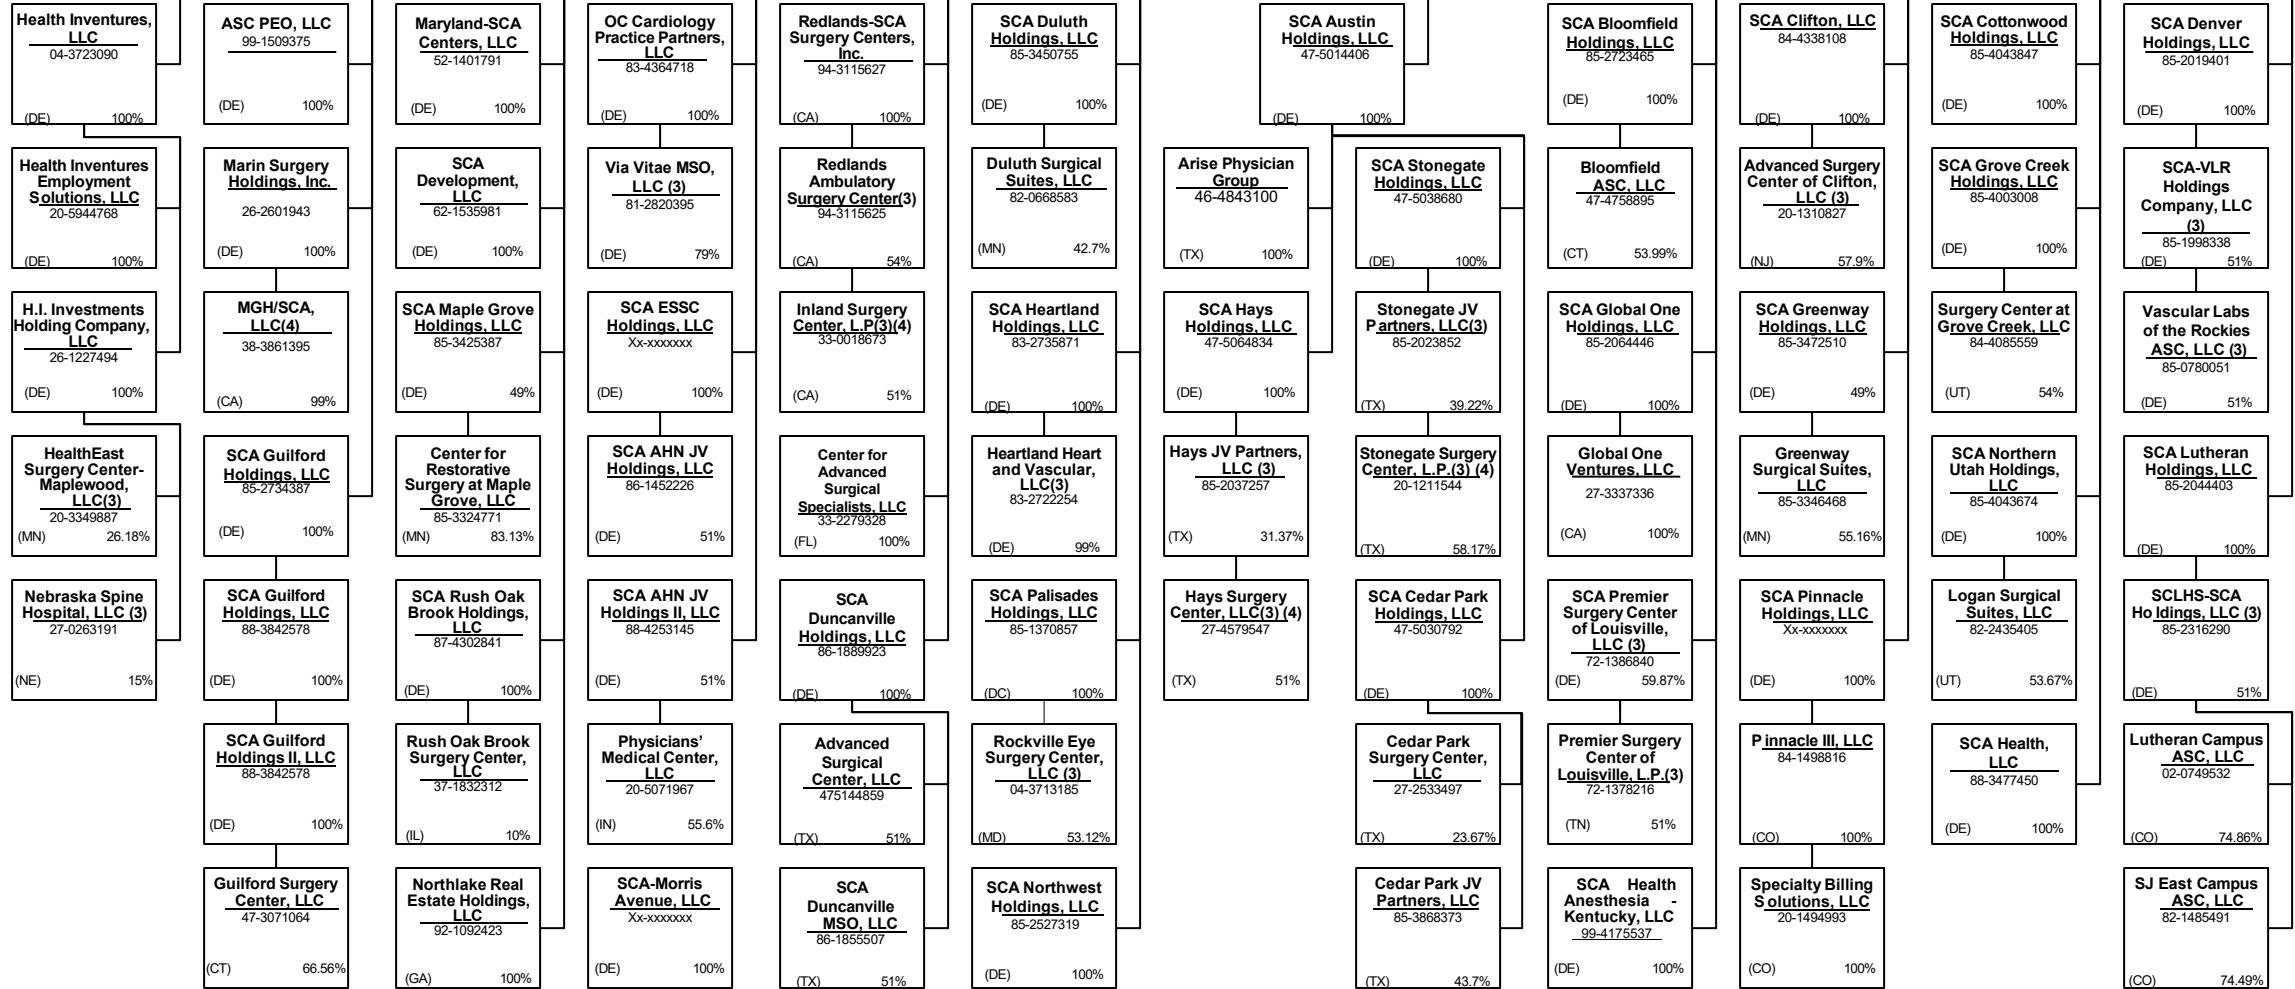 Health Inventures,
LLC
04-3723090
(DE) 100%
Health Inventures
Employment
Solutions, LLC
20-5944768
(DE) 100%
H.I. Investments
Holding Company,
LLC
26-1227494
(DE) 100%
HealthEast
Surgery Center-
Maplewood,
LLC(3)
20-3349887
(MN) 26.18%
Nebraska Spine
Hospital, LLC (3)
27-0263191
(NE) 15%
ASC PEO, LLC
99-1509375
(DE) 100%
Marin Surgery
Holdings, Inc.
26-2601943
(DE) 100%
MGH/SCA,
LLC(4)
38-3861395
(CA) 99%
SCA Guilford
Holdings, LLC
85-2734387
(DE) 100%
SCA Guilford
Holdings, LLC
88-3842578
(DE) 100%
SCA Guilford
Holdings II, LLC
88-3842578
(DE) 100%
Guilford Surgery
Center, LLC
47-3071064
(CT) 66.56%
Maryland-SCA
Centers, LLC
52-1401791
(DE) 100%
SCA
Development,
LLC
62-1535981
(DE) 100%
SCA Maple Grove
Holdings, LLC
85-3425387
(DE) 49%
Center for
Restorative
Surgery at Maple
Grove, LLC
85-3324771
(MN) 83.13%
SCA Rush Oak
Brook Holdings,
LLC
87-4302841
(DE) 100%
Rush Oak Brook
Surgery Center,
LLC
37-1832312
(IL) 10%
Northlake Real
Estate Holdings,
LLC
92-1092423
(GA) 100%
OC Cardiology
Practice Partners,
LLC
83-4364718
(DE) 100%
Via Vitae MSO,
LLC (3)
81-2820395
(DE) 79%
SCA ESSC
Holdings, LLC
Xx-xxxxxxx
(DE) 100%
SCA AHN JV
Holdings, LLC
86-1452226
(DE) 51%
SCA AHN JV
Holdings II, LLC
88-4253145
(DE) 51%
Physicians'
Medical Center,
LLC
20-5071967
(IN) 55.6%
SCA-Morris
Avenue, LLC
Xx-xxxxxxx
(DE) 100%
Redlands-SCA
Surgery Centers,
Inc.
94-3115627
(CA) 100%
Redlands
Ambulatory
Surgery Center(3)
94-3115625
(CA) 54%
Inland Surgery
Center, L.P(3)(4)
33-0018673
(CA) 51%
Center for
Advanced
Surgical
Specialists, LLC
33-2279328
(FL) 100%
SCA
Duncanville
Holdings, LLC
86-1889923
(DE) 100%
Advanced
Surgical
Center, LLC
475144859
(TX) 51%
SCA
Duncanville
MSO, LLC
86-1855507
(TX) 51%
SCA Duluth
Holdings, LLC
85-3450755
(DE) 100%
Duluth Surgical
Suites, LLC
82-0668583
(MN) 42.7%
SCA Heartland
Holdings, LLC
83-2735871
(DE) 100%
Heartland Heart
and Vascular,
LLC(3)
83-2722254
(DE) 99%
SCA Palisades
Holdings, LLC
85-1370857
(DC) 100%
Rockville Eye
Surgery Center,
LLC (3)
04-3713185
(MD) 53.12%
SCA Northwest
Holdings, LLC
85-2527319
(DE) 100%
SCA Austin
Holdings, LLC
47-5014406
(DE) 100%
Arise Physician
Group
46-4843100
(TX) 100%
SCA Hays
Holdings, LLC
47-5064834
(DE) 100%
Hays JV Partners,
LLC (3)
85-2037257
(TX) 31.37%
Hays Surgery
Center, LLC(3) (4)
27-4579547
(TX) 51%
SCA Stonegate
Holdings, LLC
47-5038680
(DE) 100%
Stonegate JV
Partners, LLC(3)
85-2023852
(TX) 39.22%
Stonegate Surgery
Center, L.P.(3) (4)
20-1211544
(TX) 58.17%
SCA Cedar Park
Holdings, LLC
47-5030792
(DE) 100%
Cedar Park
Surgery Center,
LLC
27-2533497
(TX) 23.67%
Cedar Park JV
Partners, LLC
85-3868373
(TX) 43.7%
SCA Bloomfield
Holdings, LLC
85-2723465
(DE) 100%
Bloomfield
ASC, LLC
47-4758895
(CT) 53.99%
SCA Global One
Holdings, LLC
85-2064446
(DE) 100%
Global One
Ventures, LLC
27-3337336
(CA) 100%
SCA Premier
Surgery Center
of Louisville,
LLC (3)
72-1386840
(DE) 59.87%
Premier Surgery
Center of
Louisville, L.P.(3)
72-1378216
(TN) 51%
SCA Health
Anesthesia -
Kentucky, LLC
99-4175537
(DE) 100%
SCA Clifton, LLC
84-4338108
(DE) 100%
Advanced Surgery
Center of Clifton,
LLC (3)
20-1310827
(NJ) 57.9%
SCA Greenway
Holdings, LLC
85-3472510
(DE) 49%
Greenway
Surgical Suites,
LLC
85-3346468
(MN) 55.16%
SCA Pinnacle
Holdings, LLC
Xx-xxxxxxx
(DE) 100%
Pinnacle III, LLC
84-1498816
(CO) 100%
Specialty Billing
Solutions, LLC
20-1494993
(CO) 100%
SCA Cottonwood
Holdings, LLC
85-4043847
(DE) 100%
SCA Grove Creek
Holdings, LLC
85-4003008
(DE) 100%
Surgery Center at
Grove Creek, LLC
84-4085559
(UT) 54%
SCA Northern
Utah Holdings,
LLC
85-4043674
(DE) 100%
Logan Surgical
Suites, LLC
82-2435405
(UT) 53.67%
SCA Health,
LLC
88-3477450
(DE) 100%
SCA Denver
Holdings, LLC
85-2019401
(DE) 100%
SCA-VLR
Holdings
Company, LLC
(3)
85-1998338
(DE) 51%
Vascular Labs
of the Rockies
ASC, LLC (3)
85-0780051
(DE) 51%
SCA Lutheran
Holdings, LLC
85-2044403
(DE) 100%
SCLHS-SCA
Holdings, LLC (3)
85-2316290
(DE) 51%
Lutheran Campus
ASC, LLC
02-0749532
(CO) 74.86%
SJ East Campus
ASC, LLC
82-1485491
(CO) 74.49%